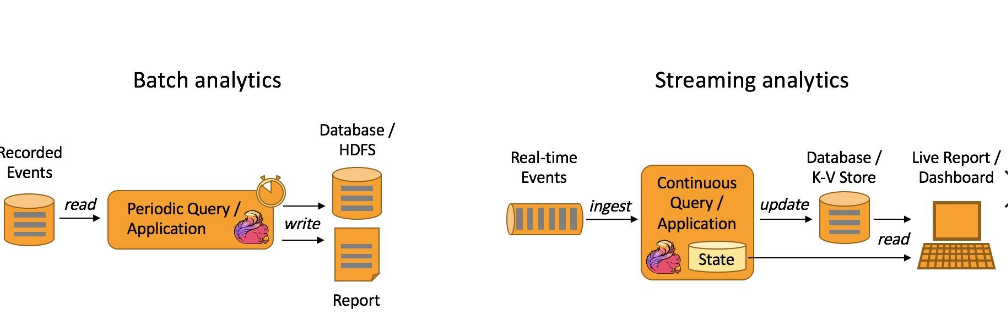 Batch analytics
Recorded
Events
read
Periodic Query /
Application
write
Database /
HDFS
Report
Streaming analytics
Real-time
Events
ingest
Continuous
Query /
Application
State
update
Database /
K-V Store
read
Live Report /
Dashboard